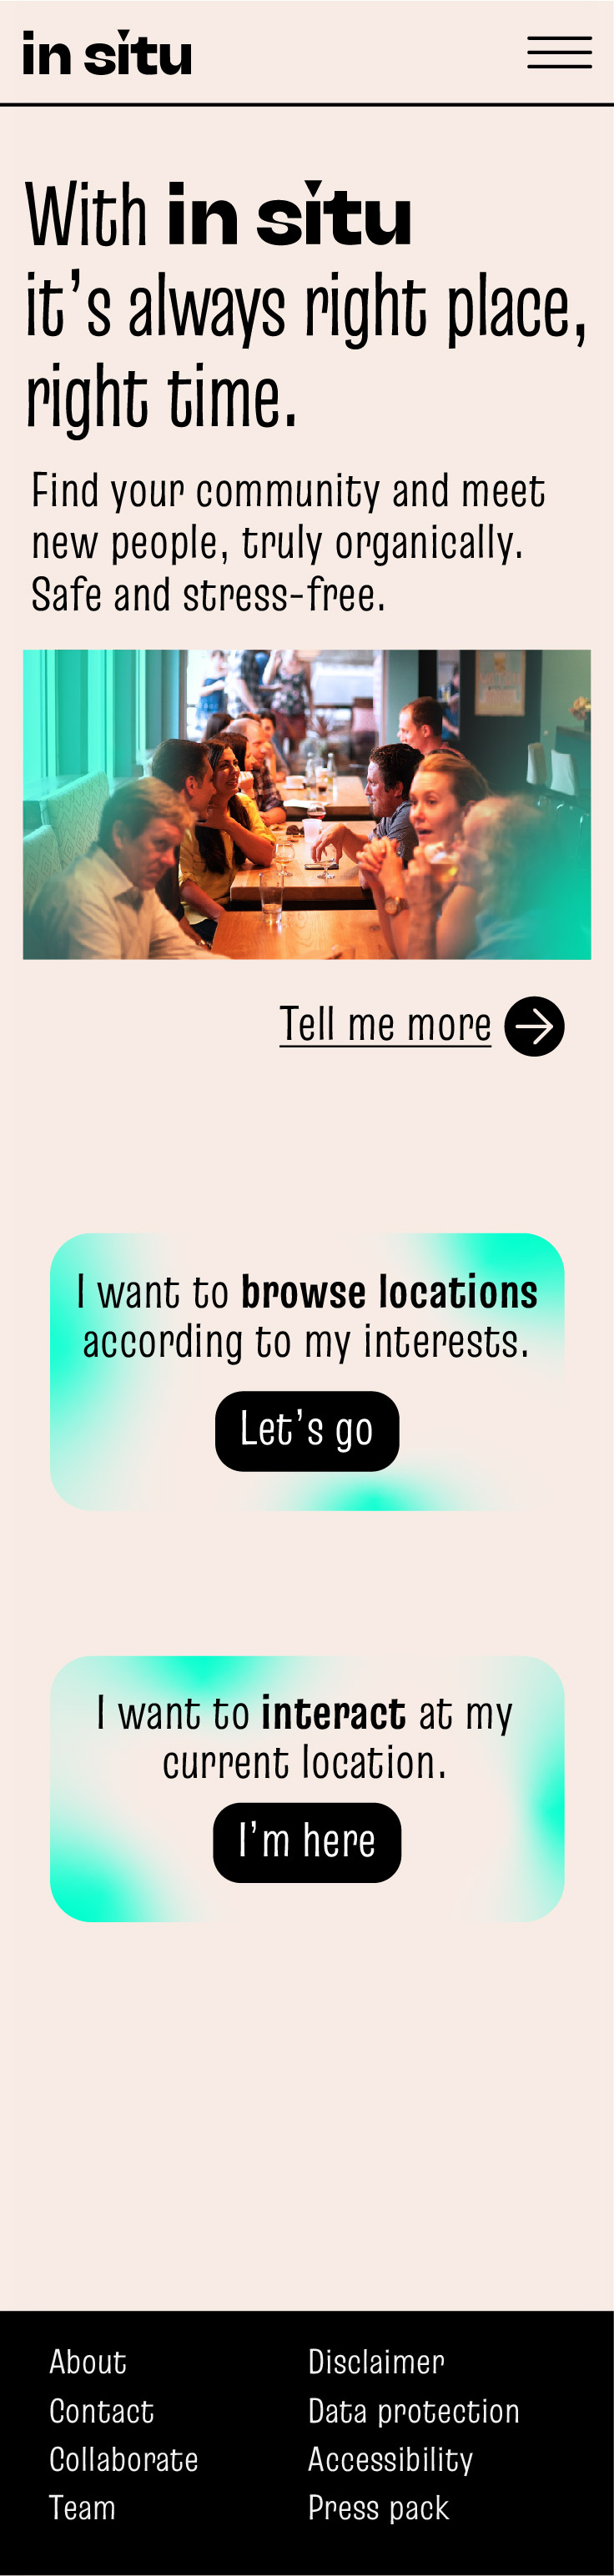 in situ
With in situ
it’s always right place,
right time.
Find your community and meet
new people, truly organically.
Safe and stress-free.
Tell me more
I want to browse locations
according to my interests.
Let’s go
I want to interact at my
current location.
I’m here
About
Contact
Collaborate
Team
Disclaimer
Data protection
Accessibility
Press pack